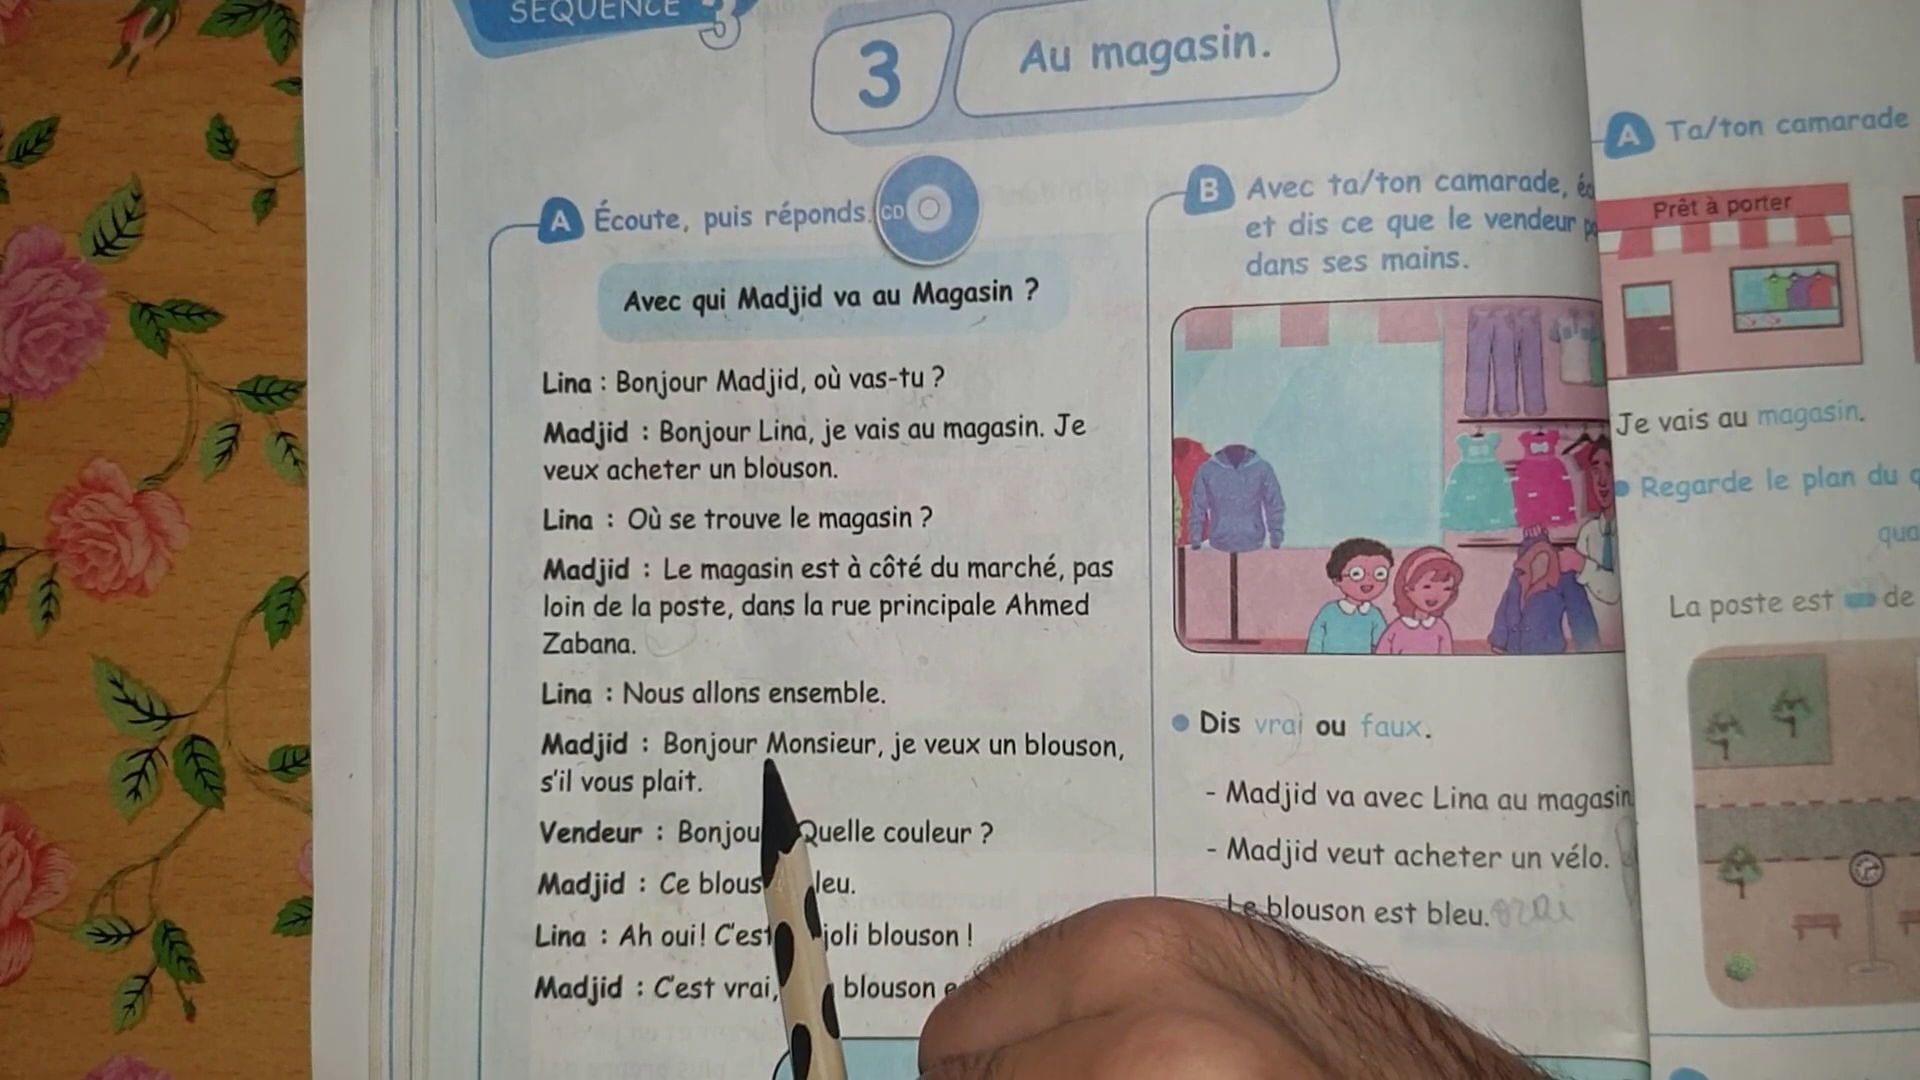 SEQUENCE 3
3 Au magasin.
A Écoute, puis réponds. CD
Avec qui Madjid va au Magasin ?
Lina : Bonjour Madjid, où vas-tu ?
Madjid : Bonjour Lina, je vais au magasin. Je
veux acheter un blouson.
Lina : Où se trouve le magasin ?
Madjid : Le magasin est à côté du marché, pas
loin de la poste, dans la rue principale Ahmed
Zabana.
Lina : Nous allons ensemble.
Madjid : Bonjour Monsieur, je veux un blouson,
s'il vous plait.
Vendeur : Quelle couleur ?
Madjid : Ce
Lina : Ah oui! joli blouson !
Madjid : C'est vrai, blouson
B Avec ta/ton camarade,
et dis ce que le vendeur
dans ses mains.
Dis vrai ou faux.
- Madjid va avec Lina au magasin
- Madjid veut acheter un vélo.
blouson est bleu. vrai
A Ta/ton camarade
Prêt à porter
Je vais au magasin.
Regarde le plan du
La poste est de